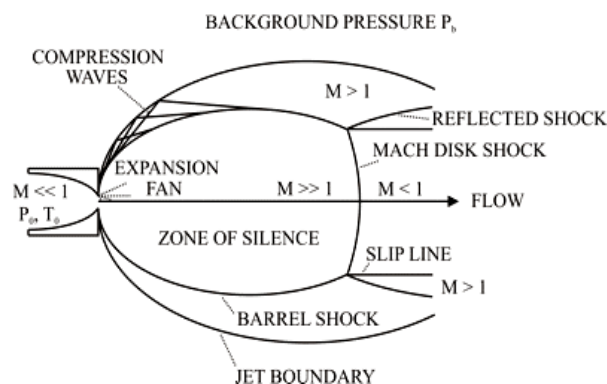 BACKGROUND PRESSURE P_b
COMPRESSION
WAVES
M > 1
REFLECTED SHOCK
MACH DISK SHOCK
EXPANSION
FAN
M << 1
P_0, T_0
M >> 1
M < 1
FLOW
ZONE OF SILENCE
SLIP LINE
M > 1
BARREL SHOCK
JET BOUNDARY